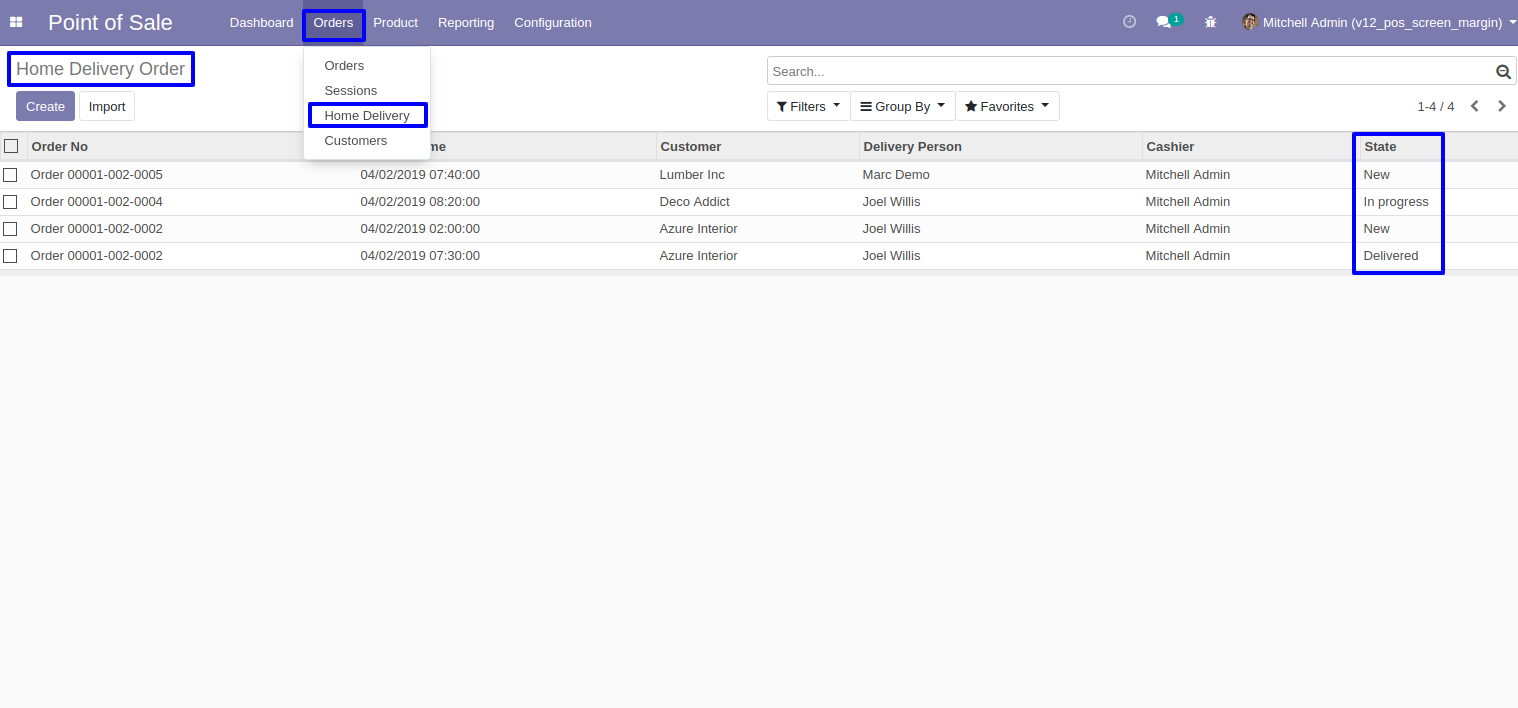 Point of Sale Dashboard Orders Product Reporting Configuration 1 Mitchell Admin (v12_pos_screen_margin)
Home Delivery Order
Orders
Sessions
Home Delivery
Customers
Search...
Create Import
Filters Group By Favorites 1-4 / 4
Order No me Customer Delivery Person Cashier State
Order 00001-002-0005 04/02/2019 07:40:00 Lumber Inc Marc Demo Mitchell Admin New
Order 00001-002-0004 04/02/2019 08:20:00 Deco Addict Joel Willis Mitchell Admin In progress
Order 00001-002-0002 04/02/2019 02:00:00 Azure Interior Joel Willis Mitchell Admin New
Order 00001-002-0002 04/02/2019 07:30:00 Azure Interior Joel Willis Mitchell Admin Delivered